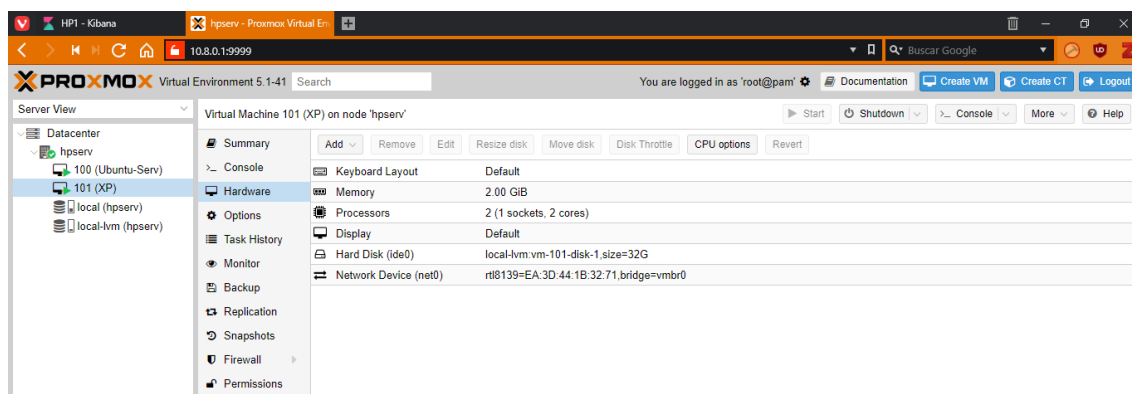 HP1 - Kibana
hpserv - Proxmox Virtual En
10.8.0.1:9999
Buscar Google
PROXMOX Virtual Environment 5.1-41 Search
You are logged in as 'root@pam' Documentation Create VM Create CT Logout
Server View
Datacenter
hpserv
100 (Ubuntu-Serv)
101 (XP)
local (hpserv)
local-lvm (hpserv)
Virtual Machine 101 (XP) on node 'hpserv'
Start Shutdown >_ Console More Help
Summary
>_ Console
Hardware
Options
Task History
Monitor
Backup
Replication
Snapshots
Firewall
Permissions
Add Remove Edit Resize disk Move disk Disk Throttle CPU options Revert
Keyboard Layout Default
Memory 2.00 GiB
Processors 2 (1 sockets, 2 cores)
Display Default
Hard Disk (ide0) local-lvm:vm-101-disk-1,size=32G
Network Device (net0) rtl8139=EA:3D:44:1B:32:71,bridge=vmbr0